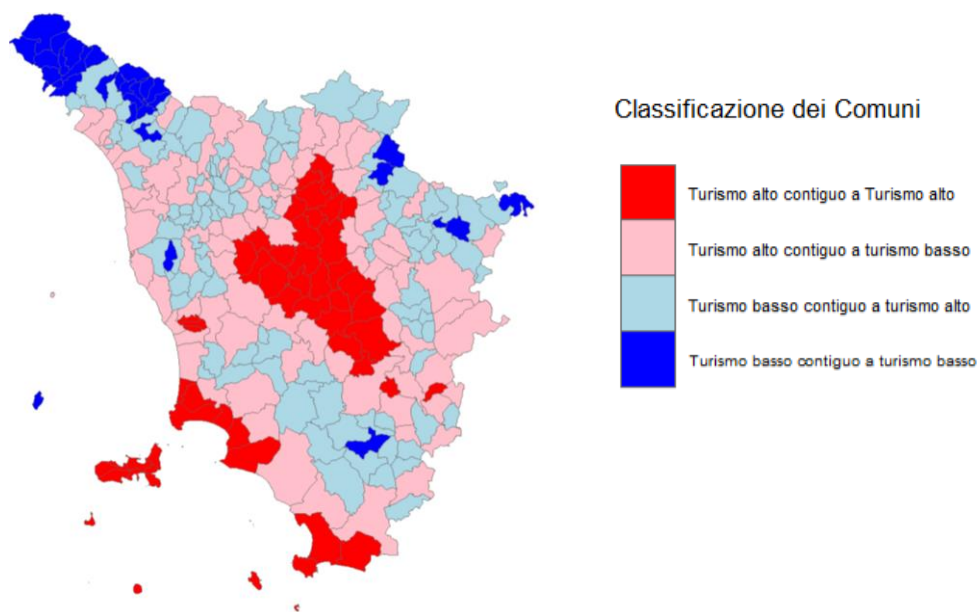 Classificazione dei Comuni
Turismo alto contiguo a Turismo alto
Turismo alto contiguo a turismo basso
Turismo basso contiguo a turismo alto
Turismo basso contiguo a turismo basso